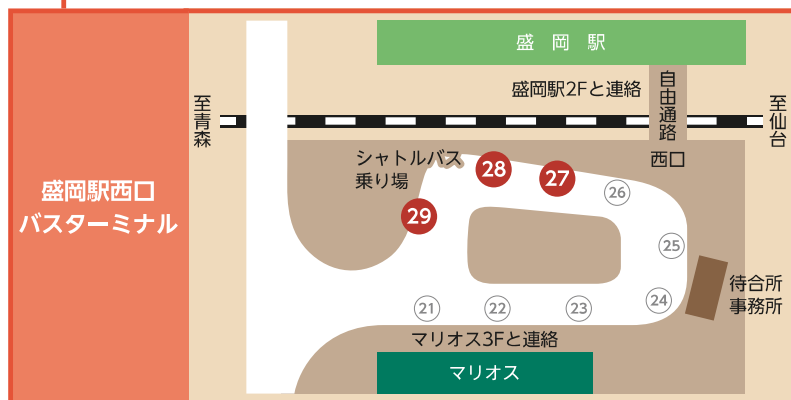 盛岡駅西口
バスターミナル
盛岡駅
盛岡駅2Fと連絡
自由通路
至青森
至仙台
西口
シャトルバス
乗り場
28
27
26
29
25
待合所
事務所
24
21
22
23
マリオス3Fと連絡
マリオス